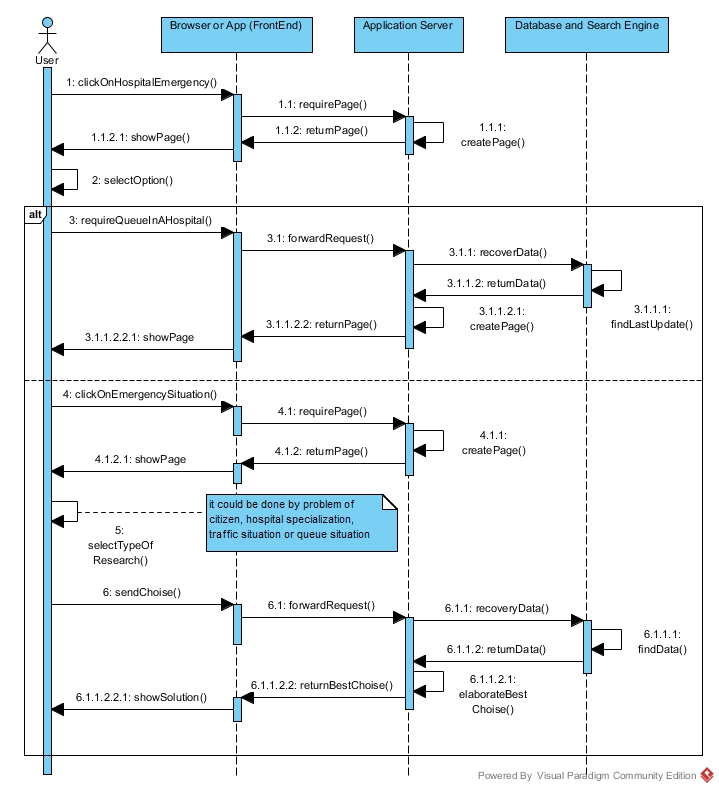 Browser or App (FrontEnd)
Application Server
Database and Search Engine
User
1: clickOnHospitalEmergency()
1.1: requirePage()
1.1.1:
createPage()
1.1.2: returnPage()
1.1.2.1: showPage()
2: selectOption()
alt
3: requireQueueInAHospital()
3.1: forwardRequest()
3.1.1: recoverData()
3.1.1.2: returnData()
3.1.1.1:
findLastUpdate()
3.1.1.2.1:
createPage()
3.1.1.2.2: returnPage()
3.1.1.2.2.1: showPage
4: clickOnEmergencySituation()
4.1: requirePage()
4.1.1:
createPage()
4.1.2: returnPage()
4.1.2.1: showPage
it could be done by problem of
citizen, hospital specialization,
traffic situation or queue situation
5:
selectTypeOf
Research()
6: sendChoise()
6.1: forwardRequest()
6.1.1: recoveryData()
6.1.1.1:
findData()
6.1.1.2: returnData()
6.1.1.2.1:
elaborateBest
Choise()
6.1.1.2.2: returnBestChoise()
6.1.1.2.2.1: showSolution()
Powered By Visual Paradigm Community Edition